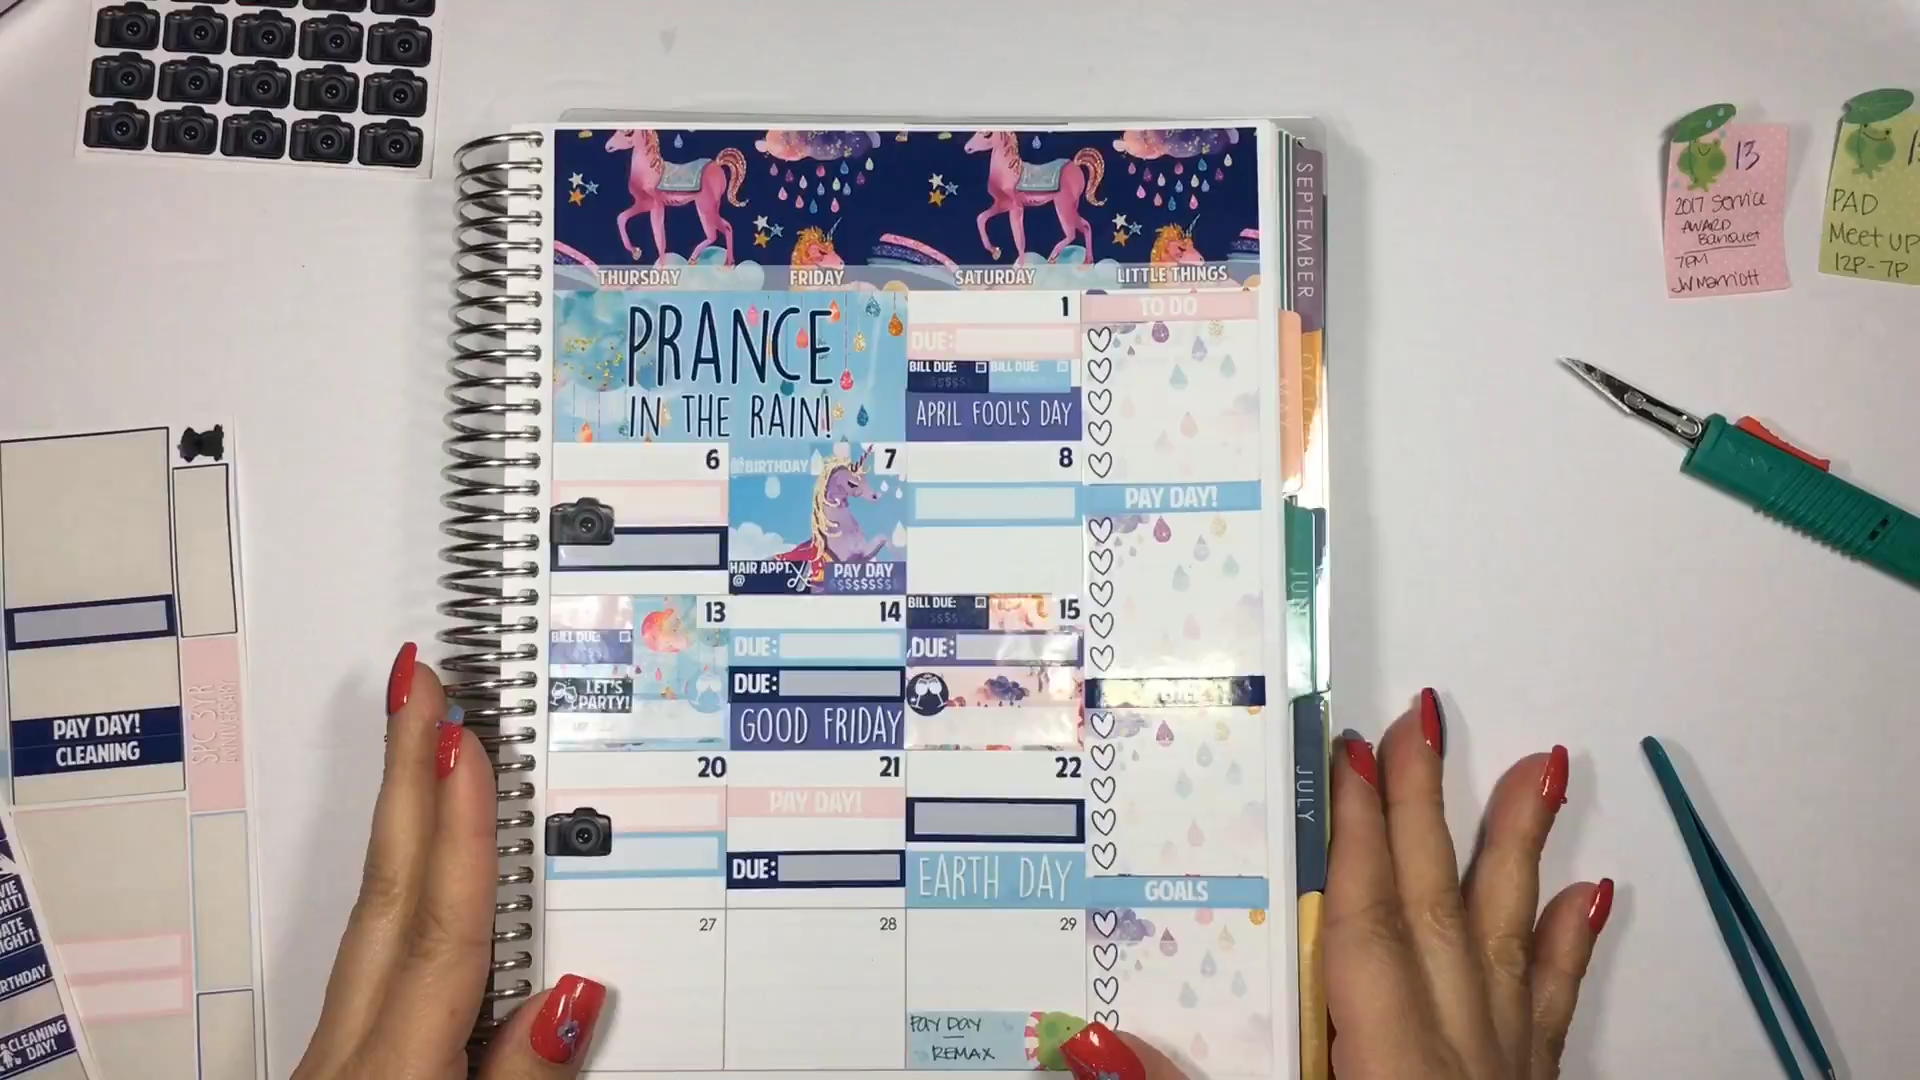 THURSDAY FRIDAY SATURDAY LITTLE THINGS
PRANCE
IN THE RAIN!
1
DUE:
BILL DUE: BILL DUE:
$$$$$ $$$$$
APRIL FOOL'S DAY
TO DO
6
BIRTHDAY 7
HAIR APPT.
@
PAY DAY
$$$$$$$
8
PAY DAY!
13
BILL DUE:
LET'S
PARTY!
14
DUE:
DUE:
GOOD FRIDAY
BILL DUE: 15
$$$$$
DUE:
20
21
PAY DAY!
DUE:
22
EARTH DAY
GOALS
27
28
29
PAY DAY
REMAX
SEPTEMBER
JUNE
JULY
13
2017 Service
AWARD
Banquet
7PM
JW Marriott
PAD
Meet UP
12P-7P
PAY DAY!
CLEANING
SPC 3YR
ANNIVERSARY
CLEANING
DAY!